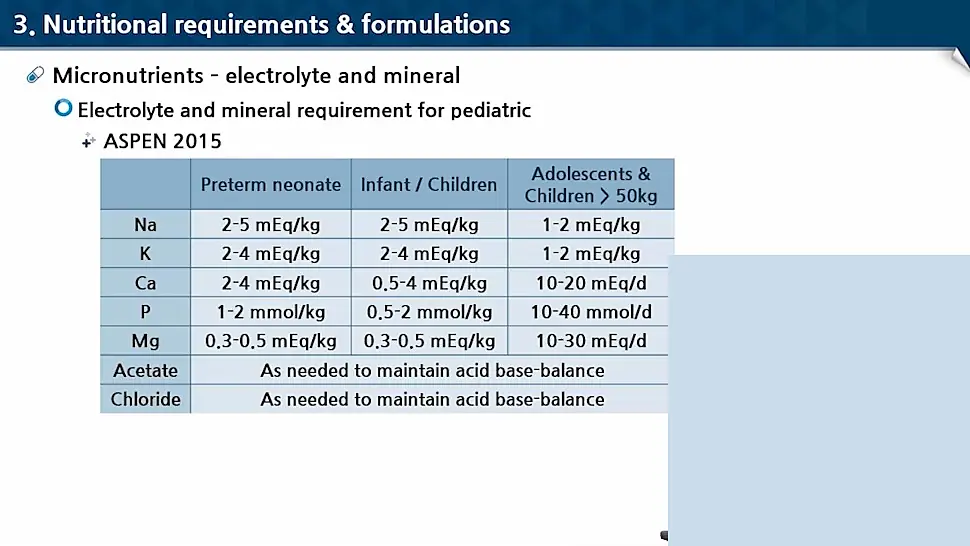 3. Nutritional requirements & formulations
Micronutrients - electrolyte and mineral
Electrolyte and mineral requirement for pediatric
ASPEN 2015
Preterm neonate Infant / Children Adolescents & Children > 50kg
Na 2-5 mEq/kg 2-5 mEq/kg 1-2 mEq/kg
K 2-4 mEq/kg 2-4 mEq/kg 1-2 mEq/kg
Ca 2-4 mEq/kg 0.5-4 mEq/kg 10-20 mEq/d
P 1-2 mmol/kg 0.5-2 mmol/kg 10-40 mmol/d
Mg 0.3-0.5 mEq/kg 0.3-0.5 mEq/kg 10-30 mEq/d
Acetate As needed to maintain acid base-balance
Chloride As needed to maintain acid base-balance